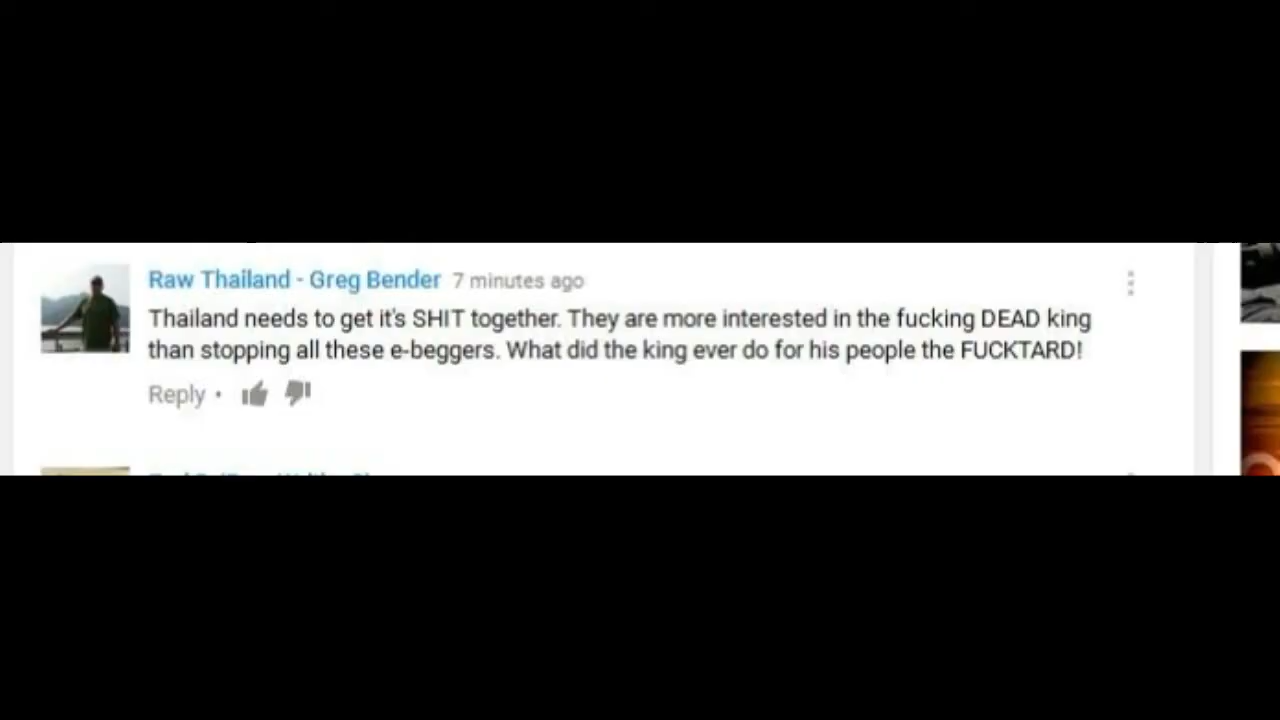 Raw Thailand - Greg Bender 7 minutes ago
Thailand needs to get it's SHIT together. They are more interested in the fucking DEAD king
than stopping all these e-beggers. What did the king ever do for his people the FUCKTARD!
Reply •